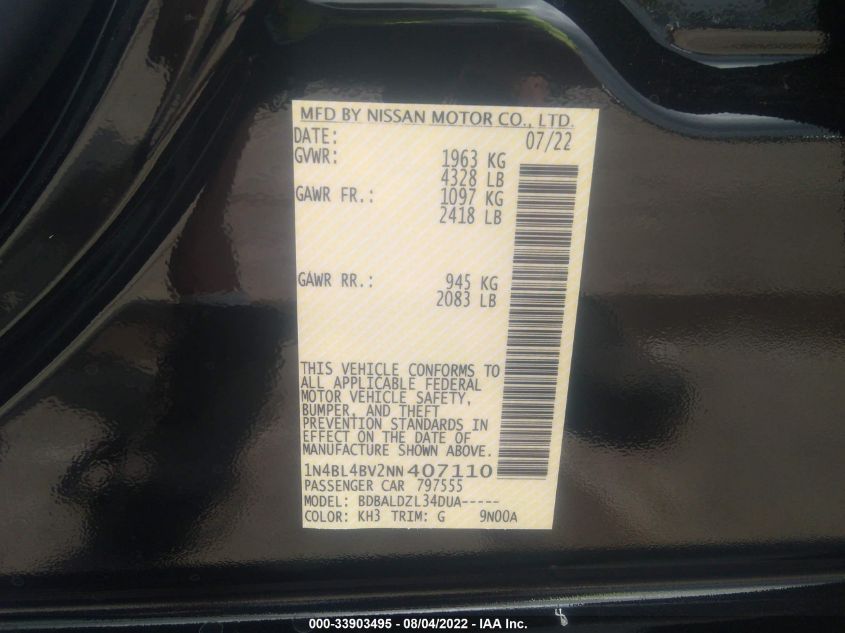 MFD BY NISSAN MOTOR CO., LTD.
DATE: 07/22
GVWR: 1963 KG
4328 LB
GAWR FR.: 1097 KG
2418 LB
GAWR RR.: 945 KG
2083 LB
THIS VEHICLE CONFORMS TO
ALL APPLICABLE FEDERAL
MOTOR VEHICLE SAFETY,
BUMPER, AND THEFT
PREVENTION STANDARDS IN
EFFECT ON THE DATE OF
MANUFACTURE SHOWN ABOVE.
1N4BL4BV2NN407110
PASSENGER CAR 797555
MODEL: BDBALDZL34DUA-----
COLOR: KH3 TRIM: G 9N00A
000-33903495 - 08/04/2022 - IAA Inc.